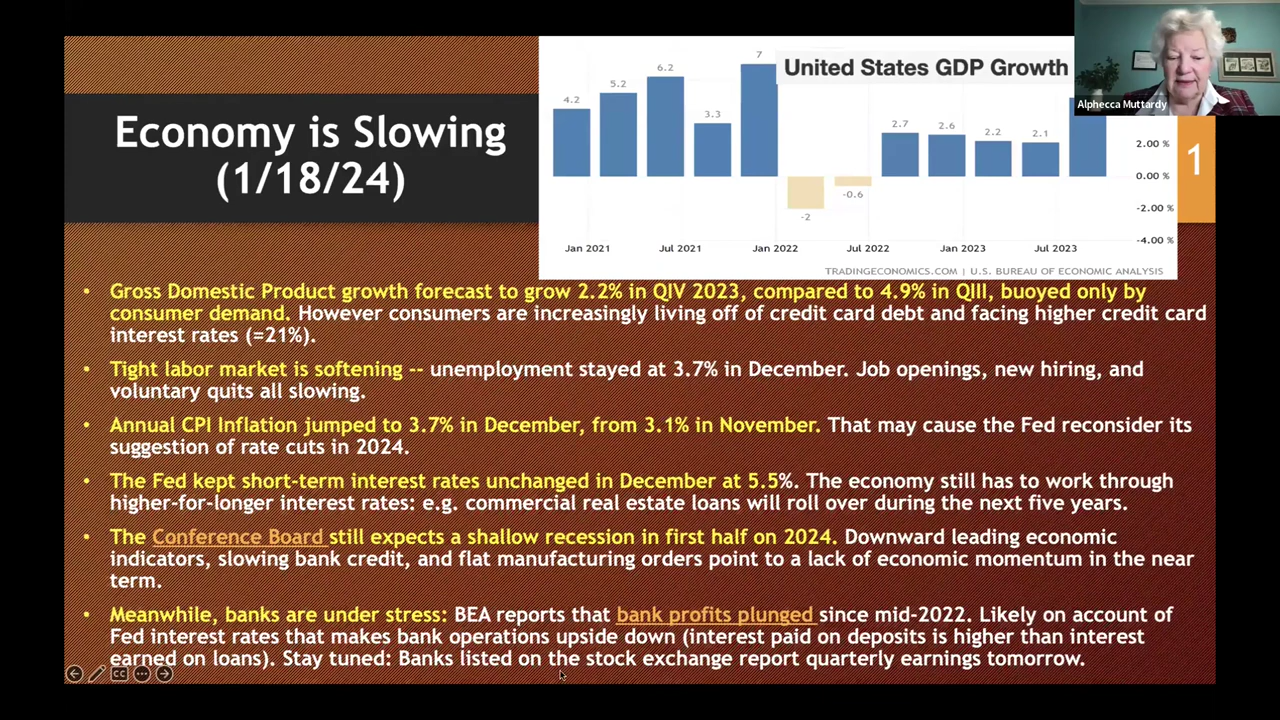 Economy is Slowing
(1/18/24)
United States GDP Growth
4.2
5.2
6.2
3.3
7
-2
-0.6
2.7
2.6
2.2
2.1
2.00 %
0.00 %
-2.00 %
-4.00 %
Jan 2021
Jul 2021
Jan 2022
Jul 2022
Jan 2023
Jul 2023
TRADINGECONOMICS.COM | U.S. BUREAU OF ECONOMIC ANALYSIS
Alphecca Muttardy
1
• Gross Domestic Product growth forecast to grow 2.2% in QIV 2023, compared to 4.9% in QIII, buoyed only by
consumer demand. However consumers are increasingly living off of credit card debt and facing higher credit card
interest rates (=21%).
• Tight labor market is softening -- unemployment stayed at 3.7% in December. Job openings, new hiring, and
voluntary quits all slowing.
• Annual CPI Inflation jumped to 3.7% in December, from 3.1% in November. That may cause the Fed reconsider its
suggestion of rate cuts in 2024.
• The Fed kept short-term interest rates unchanged in December at 5.5%. The economy still has to work through
higher-for-longer interest rates: e.g. commercial real estate loans will roll over during the next five years.
• The Conference Board still expects a shallow recession in first half on 2024. Downward leading economic
indicators, slowing bank credit, and flat manufacturing orders point to a lack of economic momentum in the near
term.
• Meanwhile, banks are under stress: BEA reports that bank profits plunged since mid-2022. Likely on account of
Fed interest rates that makes bank operations upside down (interest paid on deposits is higher than interest
earned on loans). Stay tuned: Banks listed on the stock exchange report quarterly earnings tomorrow.
CC